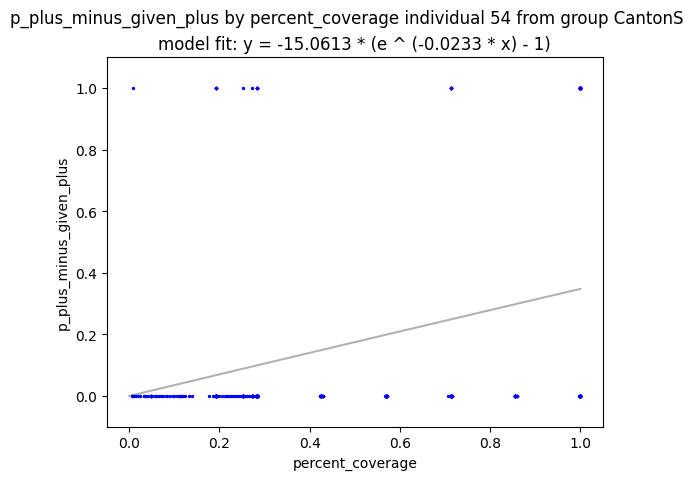 p_plus_minus_given_plus by percent_coverage individual 54 from group CantonS
model fit: y = -15.0613 * (e ^ (-0.0233 * x) - 1)
1.0
0.8
0.6
0.4
0.2
0.0
p_plus_minus_given_plus
0.0 0.2 0.4 0.6 0.8 1.0
percent_coverage